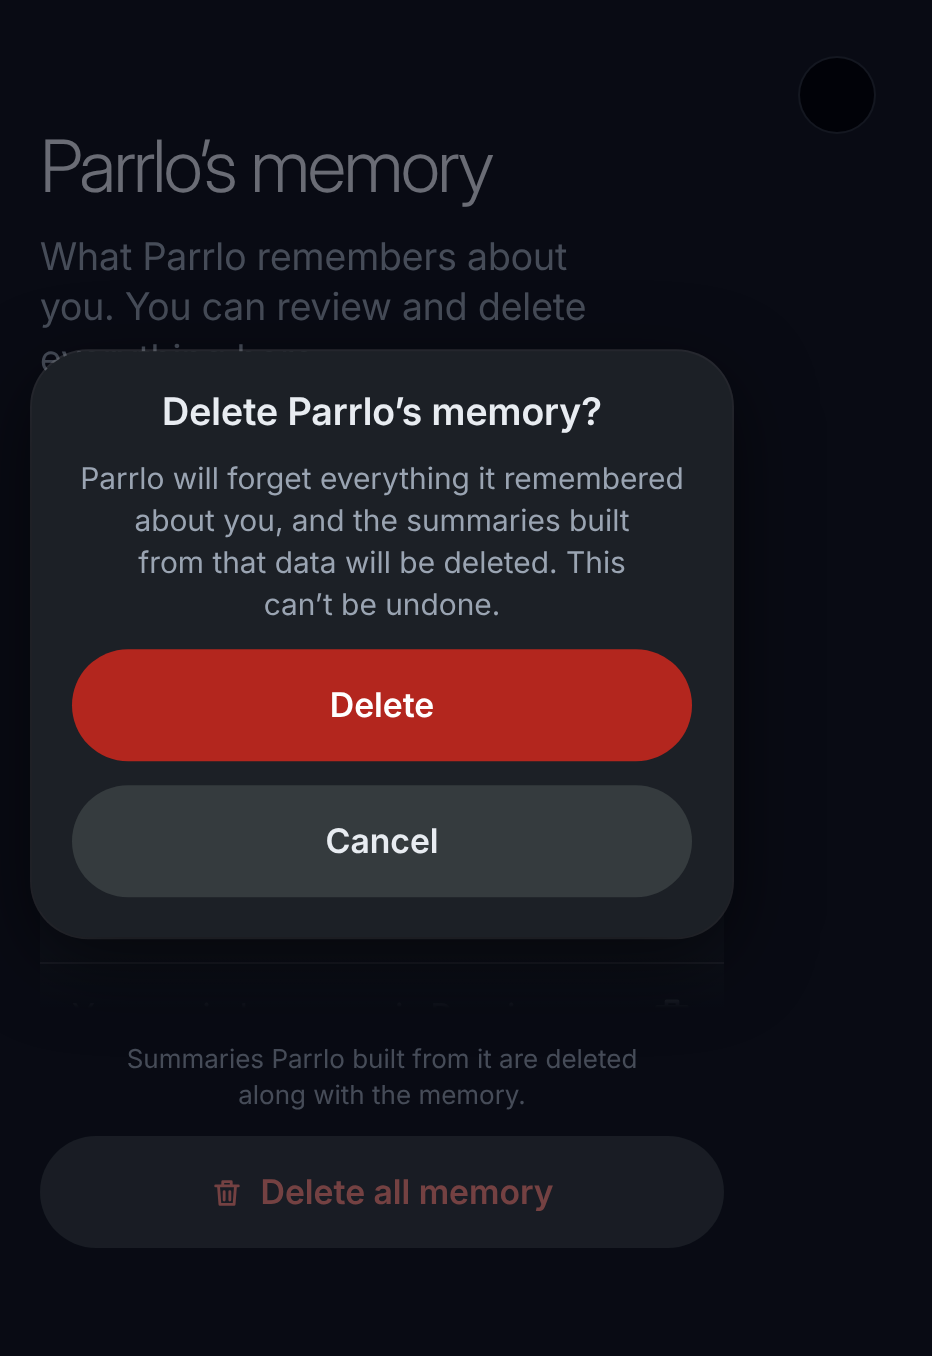 Parrlo’s memory
What Parrlo remembers about
you. You can review and delete
Delete Parrlo’s memory?
Parrlo will forget everything it remembered
about you, and the summaries built
from that data will be deleted. This
can’t be undone.
Delete
Cancel
Summaries Parrlo built from it are deleted
along with the memory.
Delete all memory